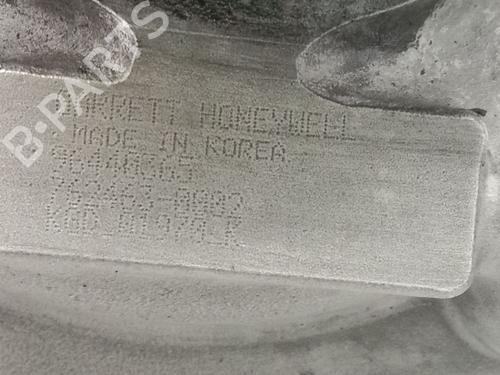 B-PARTS
GARRETT HONEYWELL
MADE IN KOREA
96440365
762463-0002